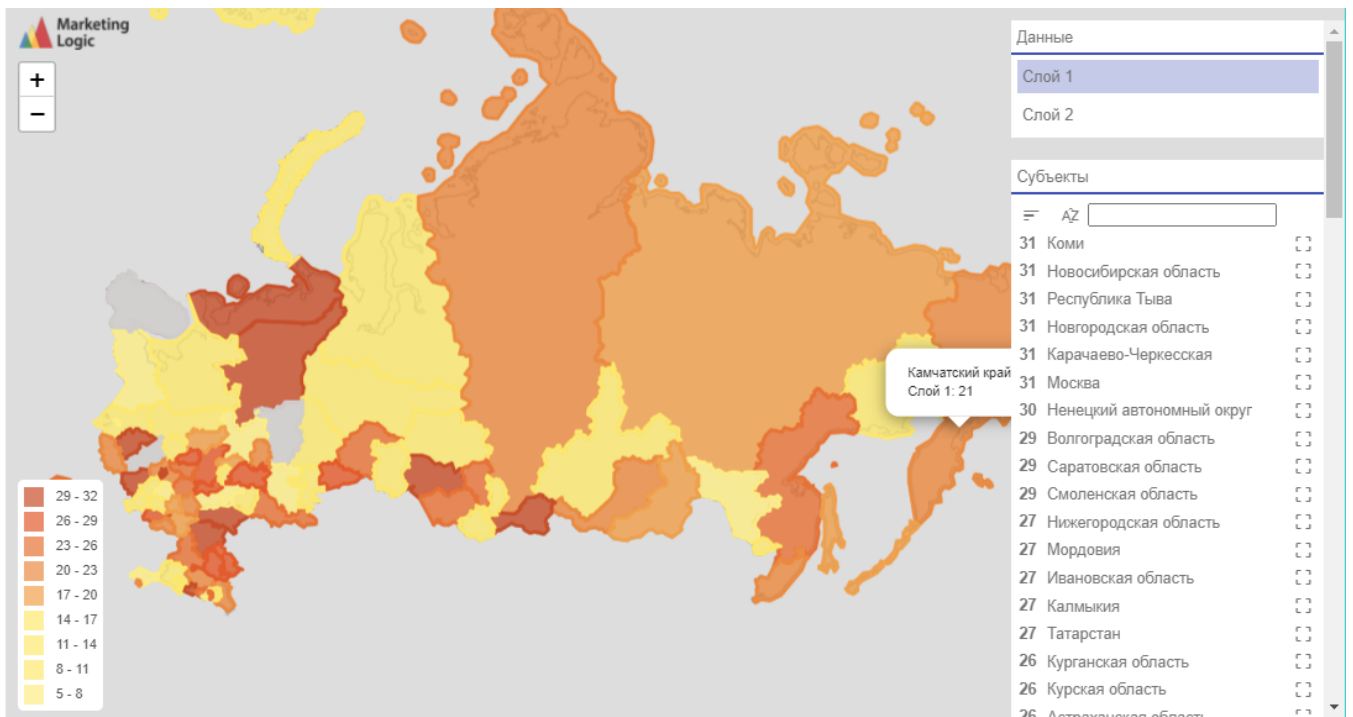 Marketing
Logic
+
−
Камчатский край
Слой 1: 21
29 - 32
26 - 29
23 - 26
20 - 23
17 - 20
14 - 17
11 - 14
8 - 11
5 - 8
Данные
Слой 1
Слой 2
Субъекты
AZ
31 Коми
31 Новосибирская область
31 Республика Тыва
31 Новгородская область
31 Карачаево-Черкесская
31 Москва
30 Ненецкий автономный округ
29 Волгоградская область
29 Саратовская область
29 Смоленская область
27 Нижегородская область
27 Мордовия
27 Ивановская область
27 Калмыкия
27 Татарстан
26 Курганская область
26 Курская область
26 Астраханская область